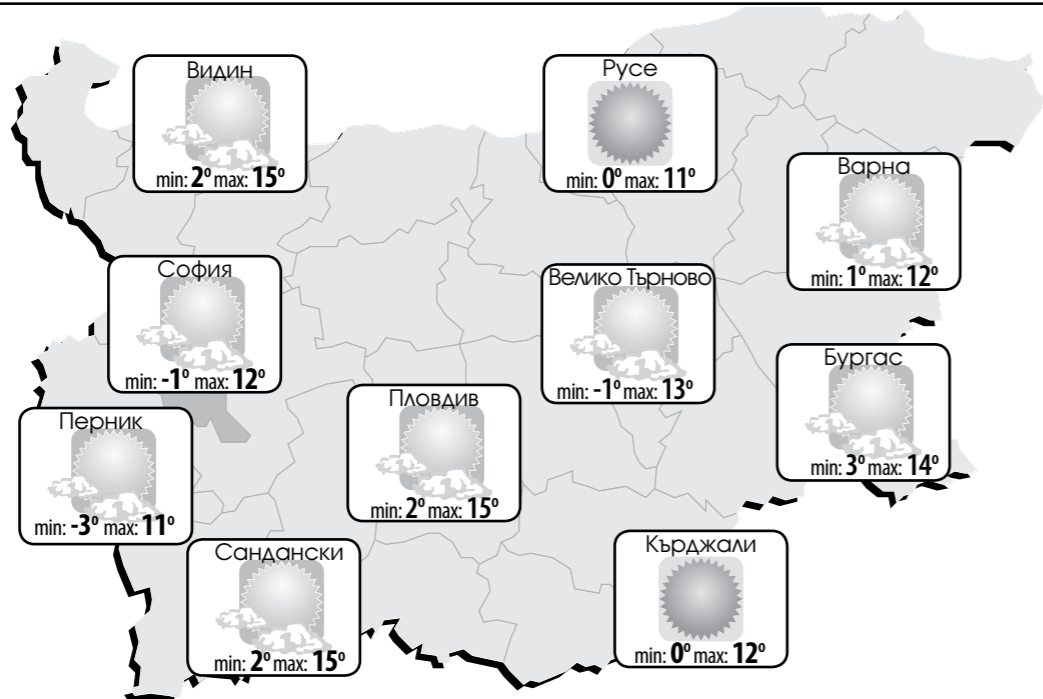 Видин
min: 2° max: 15°
Русе
min: 0° max: 11°
Варна
min: 1° max: 12°
София
min: -1° max: 12°
Велико Търново
min: -1° max: 13°
Бургас
min: 3° max: 14°
Пловдив
min: 2° max: 15°
Перник
min: -3° max: 11°
Сандански
min: 2° max: 15°
Кърджали
min: 0° max: 12°